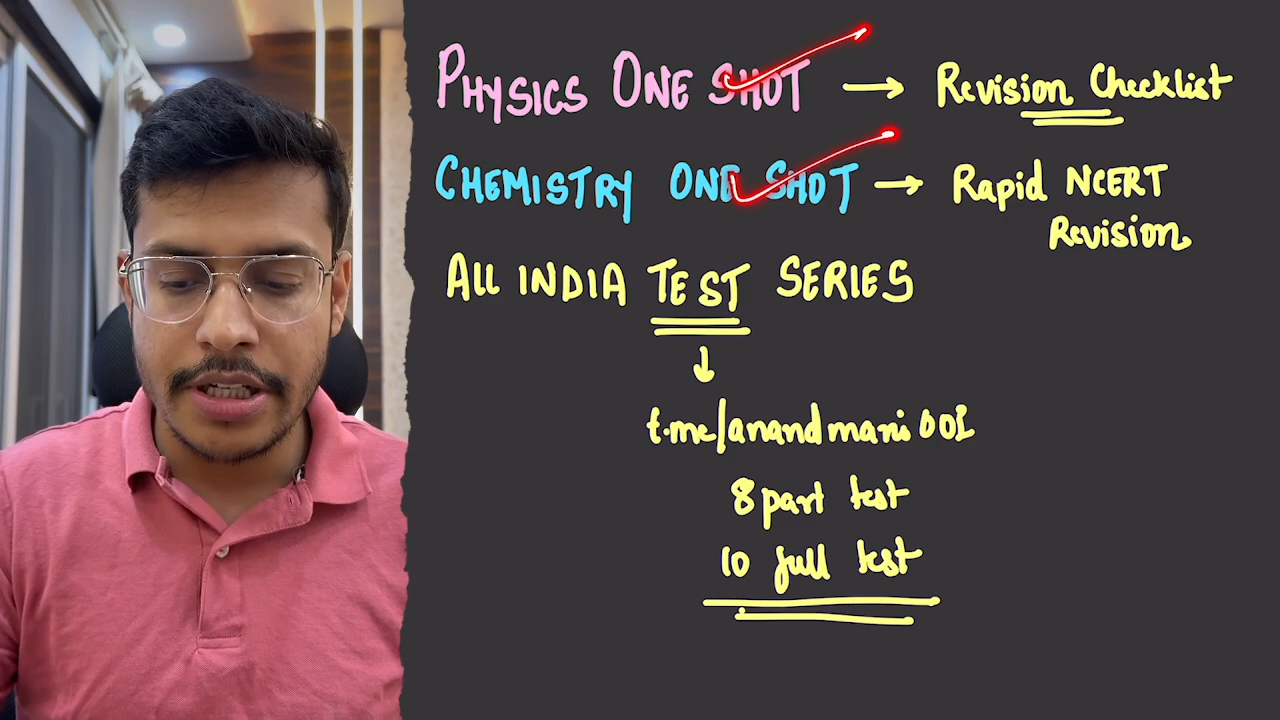 PHYSICS ONE SHOT → Revision Checklist
CHEMISTRY ONE SHOT → Rapid NCERT
Revision
ALL INDIA TEST SERIES
↓
t.me/anandmani001
8 part test
10 full test